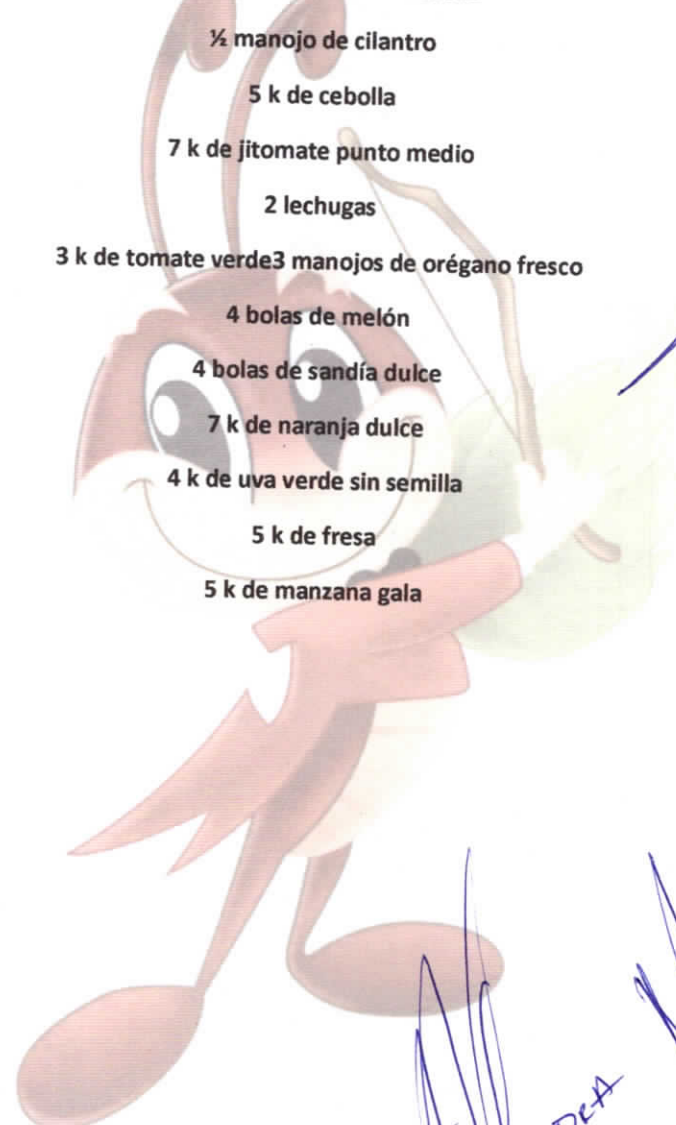 ½ manojo de cilantro
5 k de cebolla
7 k de jitomate punto medio
2 lechugas
3 k de tomate verde3 manojos de orégano fresco
4 bolas de melón
4 bolas de sandía dulce
7 k de naranja dulce
4 k de uva verde sin semilla
5 k de fresa
5 k de manzana gala